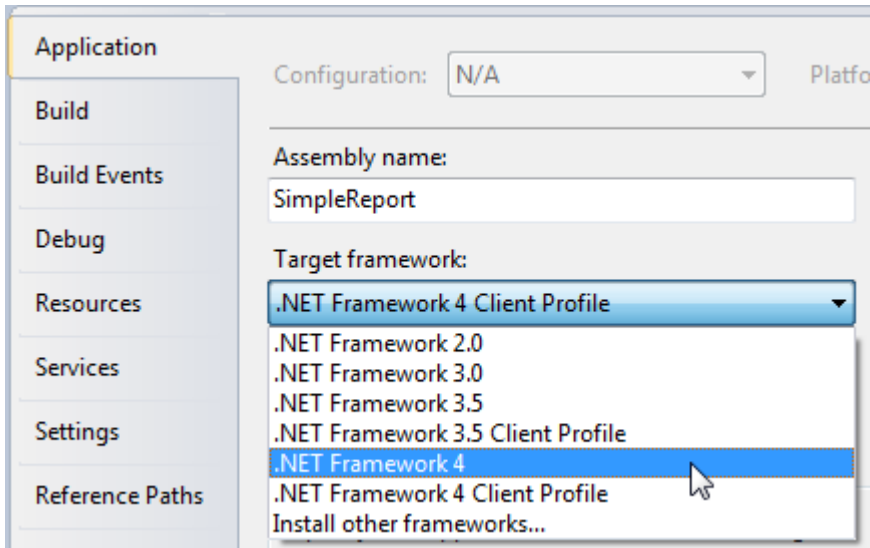 Application
Build
Build Events
Debug
Resources
Services
Settings
Reference Paths
Configuration: N/A
Assembly name:
SimpleReport
Target framework:
.NET Framework 4 Client Profile
.NET Framework 2.0
.NET Framework 3.0
.NET Framework 3.5
.NET Framework 3.5 Client Profile
.NET Framework 4
.NET Framework 4 Client Profile
Install other frameworks...